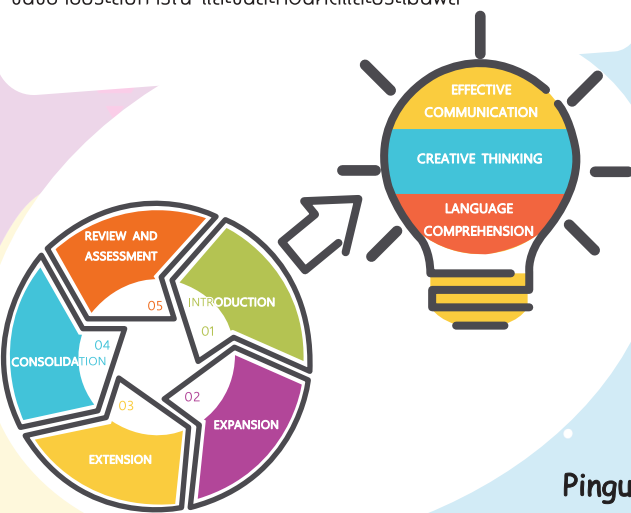 EFFECTIVE
COMMUNICATION
CREATIVE THINKING
LANGUAGE
COMPREHENSION
REVIEW AND
ASSESSMENT
05
INTRODUCTION
01
04
CONSOLIDATION
03
02
EXPANSION
EXTENSION
Pingu